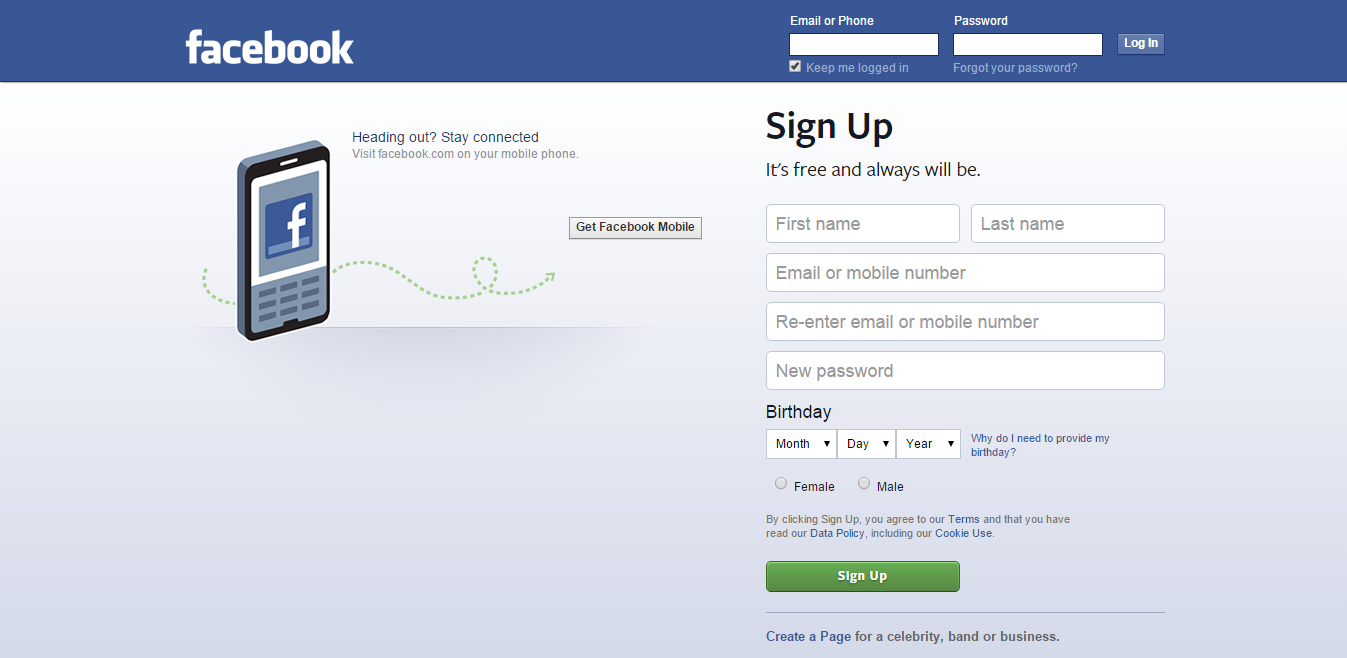 facebook
Email or Phone
Password
Log In
Keep me logged in
Forgot your password?
Heading out? Stay connected
Visit facebook.com on your mobile phone.
f
Get Facebook Mobile
Sign Up
It's free and always will be.
First name
Last name
Email or mobile number
Re-enter email or mobile number
New password
Birthday
Month
Day
Year
Why do I need to provide my
birthday?
Female
Male
By clicking Sign Up, you agree to our Terms and that you have
read our Data Policy, including our Cookie Use.
Sign Up
Create a Page for a celebrity, band or business.